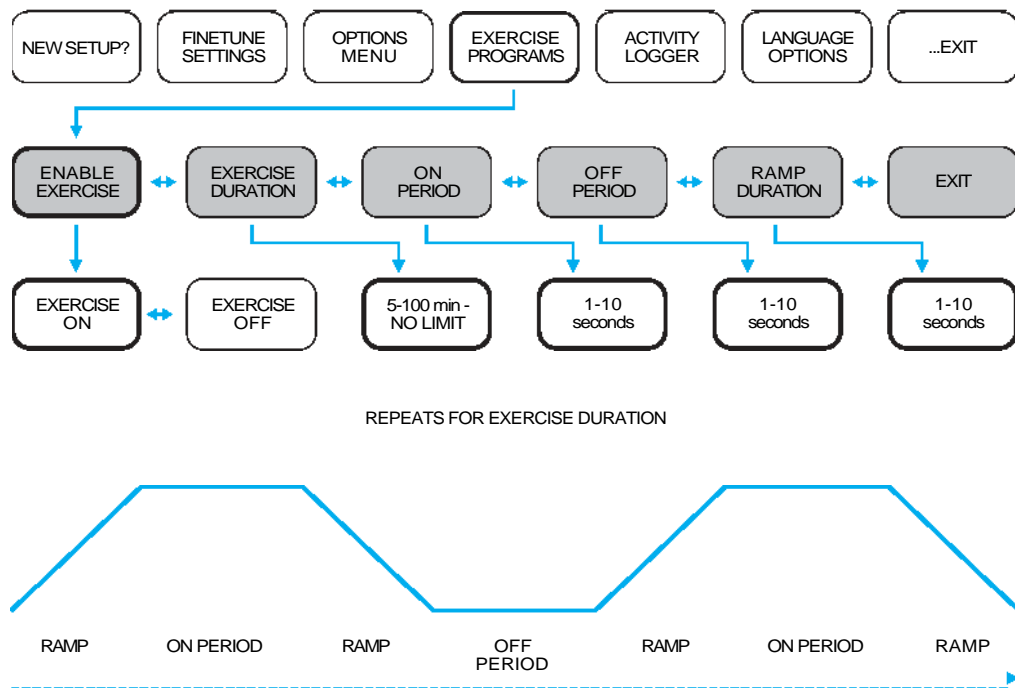 NEW SETUP?
FINETUNE
SETTINGS
OPTIONS
MENU
EXERCISE
PROGRAMS
ACTIVITY
LOGGER
LANGUAGE
OPTIONS
...EXIT
ENABLE
EXERCISE
EXERCISE
DURATION
ON
PERIOD
OFF
PERIOD
RAMP
DURATION
EXIT
EXERCISE
ON
EXERCISE
OFF
5-100 min -
NO LIMIT
1-10
seconds
1-10
seconds
1-10
seconds
REPEATS FOR EXERCISE DURATION
RAMP
ON PERIOD
RAMP
OFF
PERIOD
RAMP
ON PERIOD
RAMP